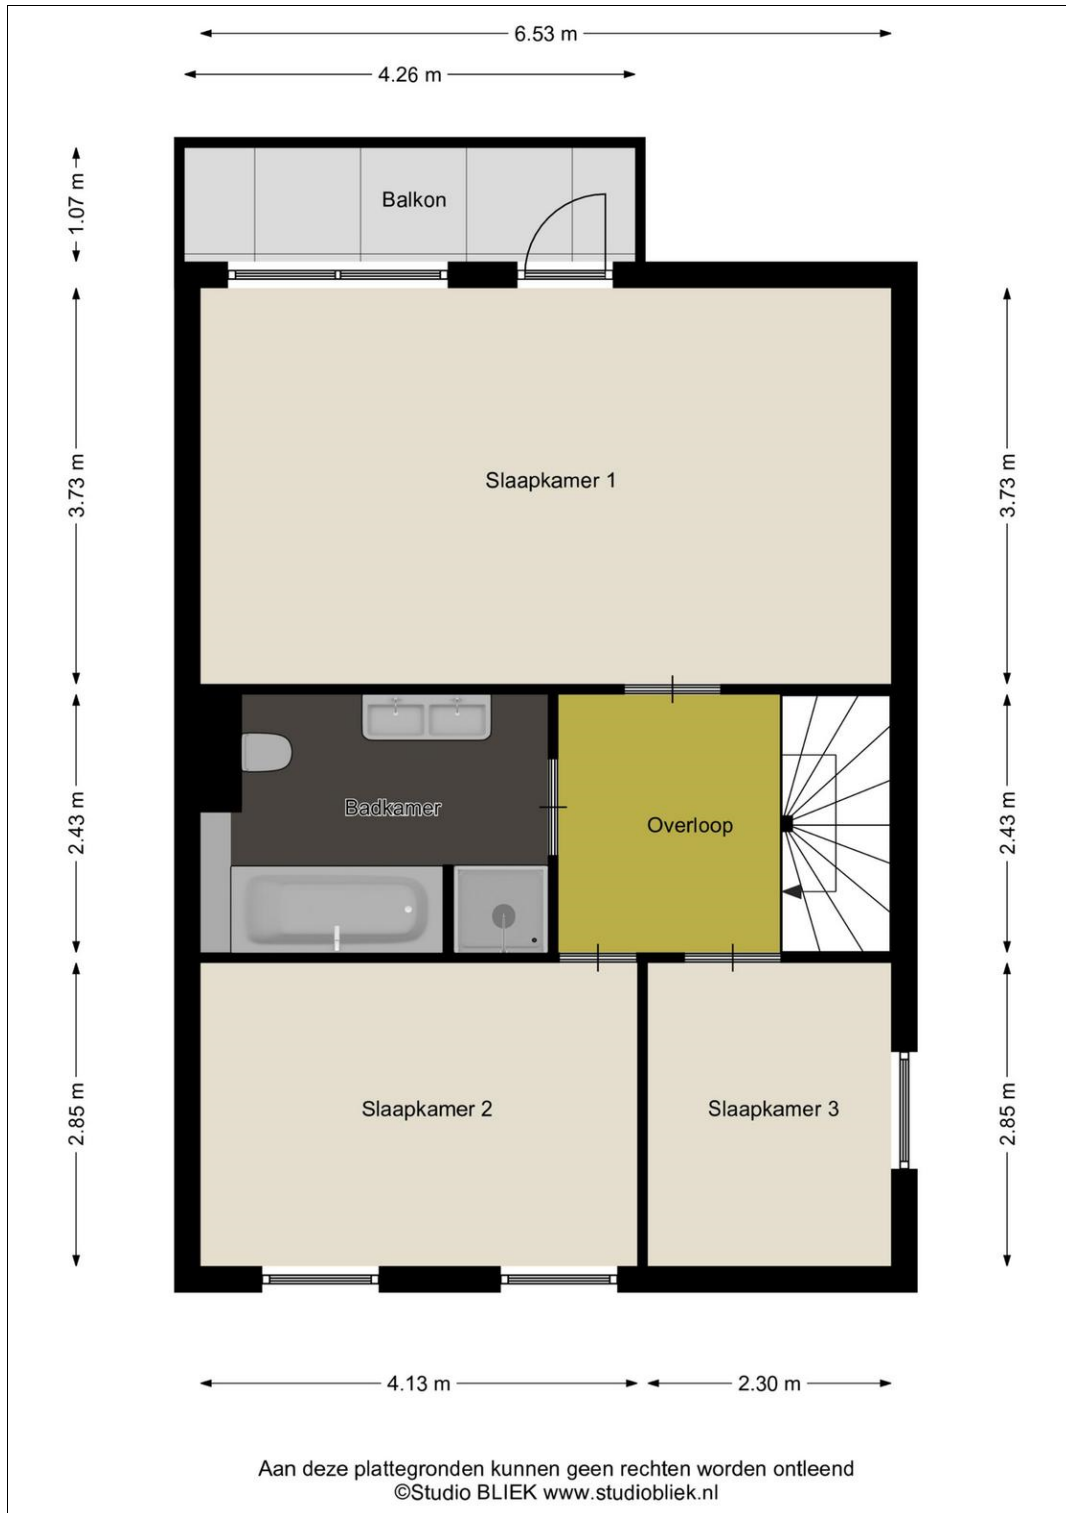 6.53 m
4.26 m
1.07 m
Balkon
3.73 m
Slaapkamer 1
3.73 m
2.43 m
Badkamer
Overloop
2.43 m
2.85 m
Slaapkamer 2
Slaapkamer 3
2.85 m
4.13 m
2.30 m
Aan deze plattegronden kunnen geen rechten worden ontleend
©Studio BLIEK www.studiobliek.nl